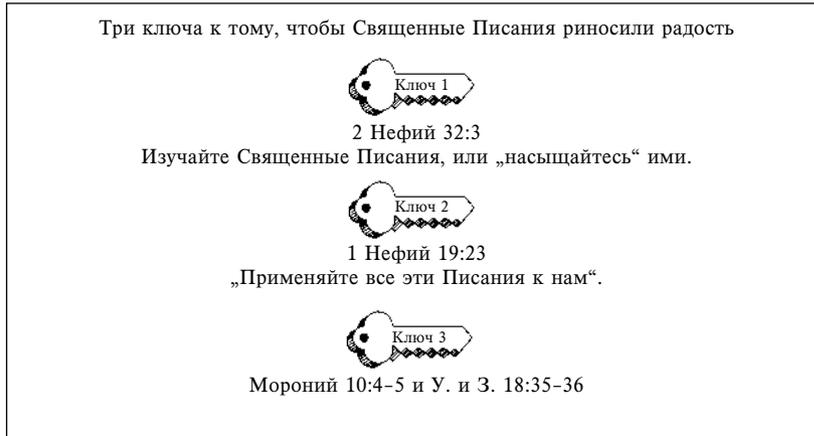 Три ключа к тому, чтобы Священные Писания риносили радость
Ключ 1
2 Нефий 32:3
Изучайте Священные Писания, или „насыщайтесь“ ими.
Ключ 2
1 Нефий 19:23
„Применяйте все эти Писания к нам“.
Ключ 3
Мороний 10:4–5 и У. и З. 18:35–36